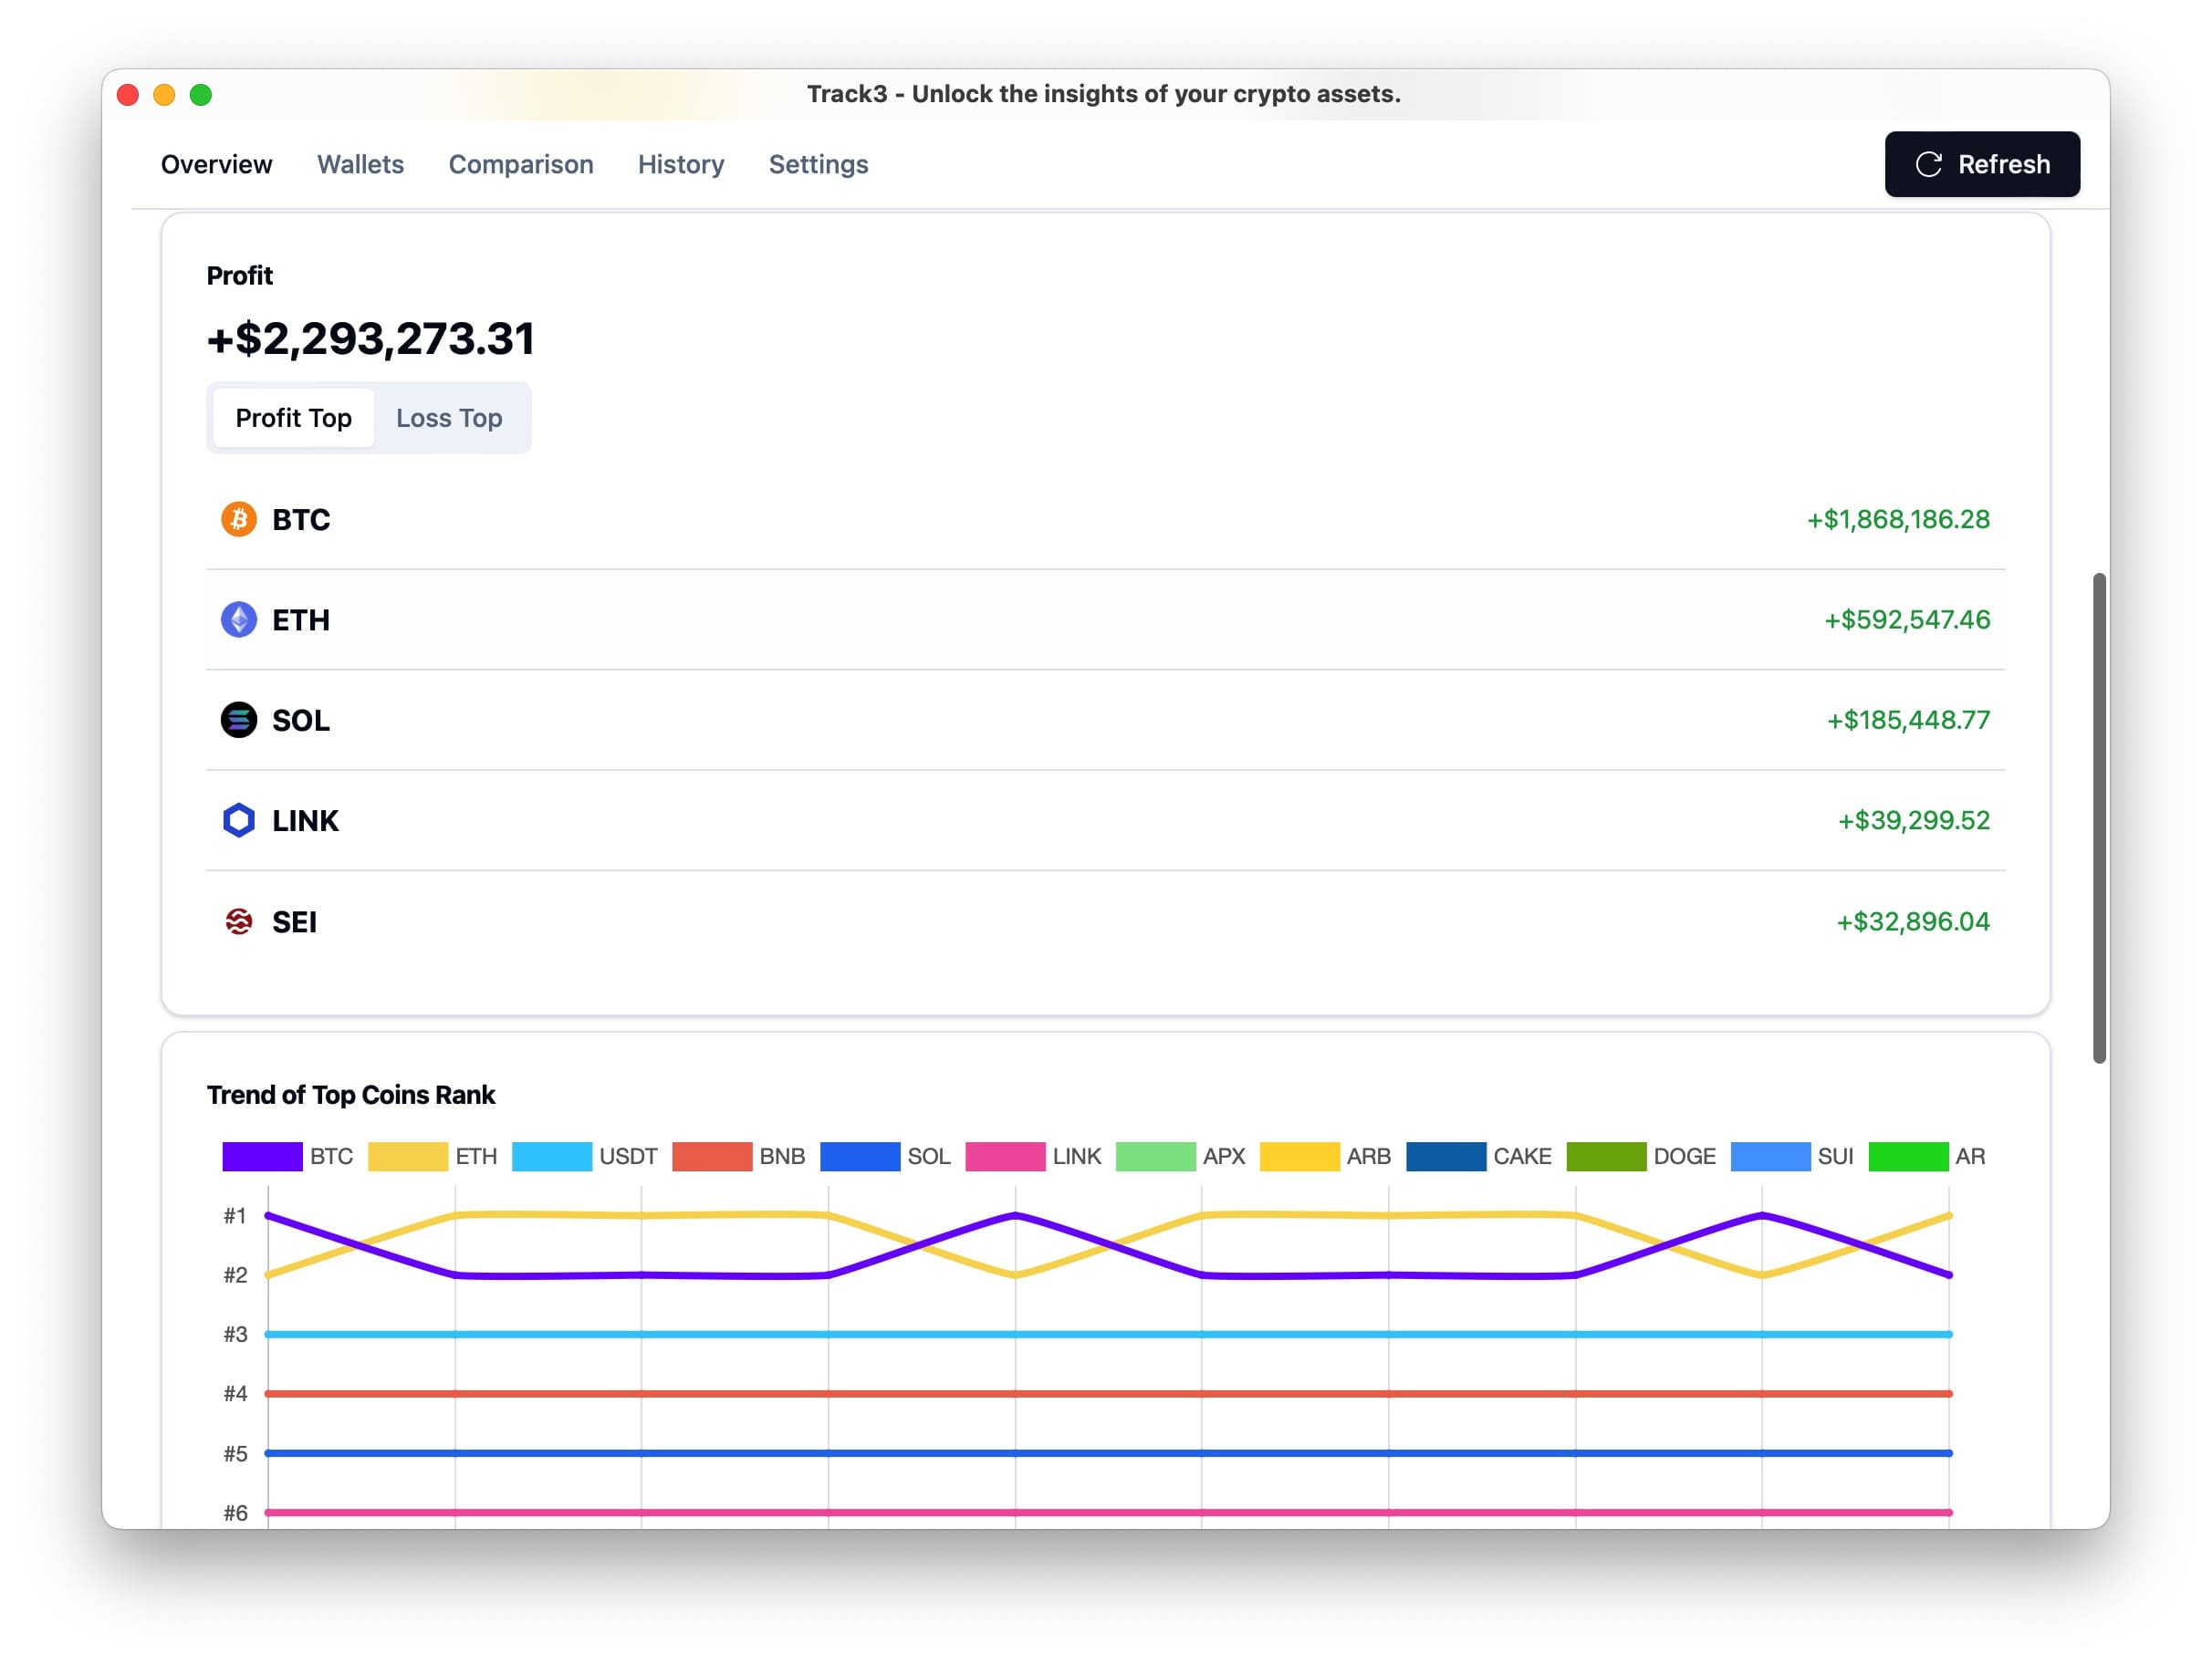 Track3 - Unlock the insights of your crypto assets.
Overview Wallets Comparison History Settings Refresh
Profit
+$2,293,273.31
Profit Top Loss Top
BTC +$1,868,186.28
ETH +$592,547.46
SOL +$185,448.77
LINK +$39,299.52
SEI +$32,896.04
Trend of Top Coins Rank
BTC ETH USDT BNB SOL LINK APX ARB CAKE DOGE SUI AR
#1
#2
#3
#4
#5
#6